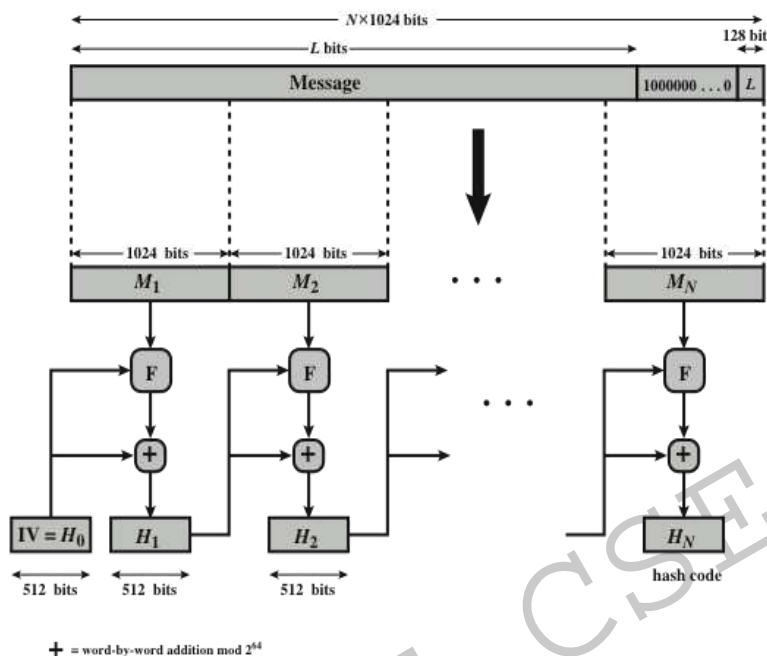 N×1024 bits
L bits
128 bit
Message
1000000 . . . 0
L
1024 bits
1024 bits
1024 bits
M1
M2
. . .
MN
F
F
F
. . .
+
+
+
IV = H0
H1
H2
HN
hash code
512 bits
512 bits
512 bits
+ = word-by-word addition mod 2^64
CSE